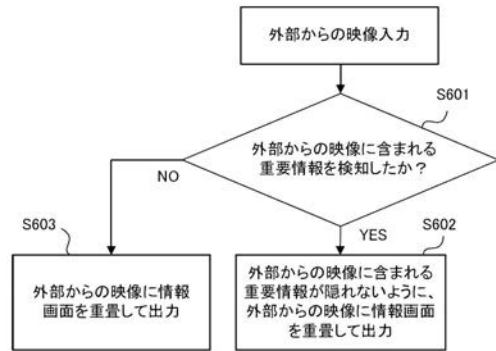 外部からの映像入力
S601
外部からの映像に含まれる
重要情報を検知したか？
NO
YES
S603
S602
外部からの映像に情報
画面を重畳して出力
外部からの映像に含まれる
重要情報が隠れないように、
外部からの映像に情報画面
を重畳して出力